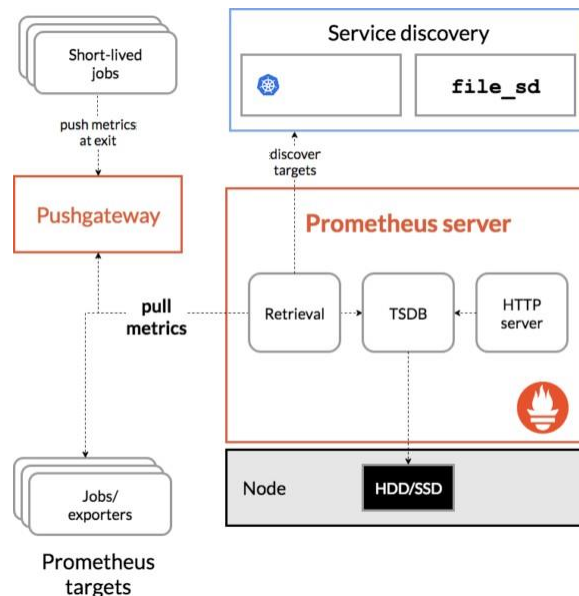 Short-lived
jobs
push metrics
at exit
Pushgateway
pull
metrics
Jobs/
exporters
Prometheus
targets
Service discovery
file_sd
discover
targets
Prometheus server
Retrieval
TSDB
HTTP
server
Node
HDD/SSD